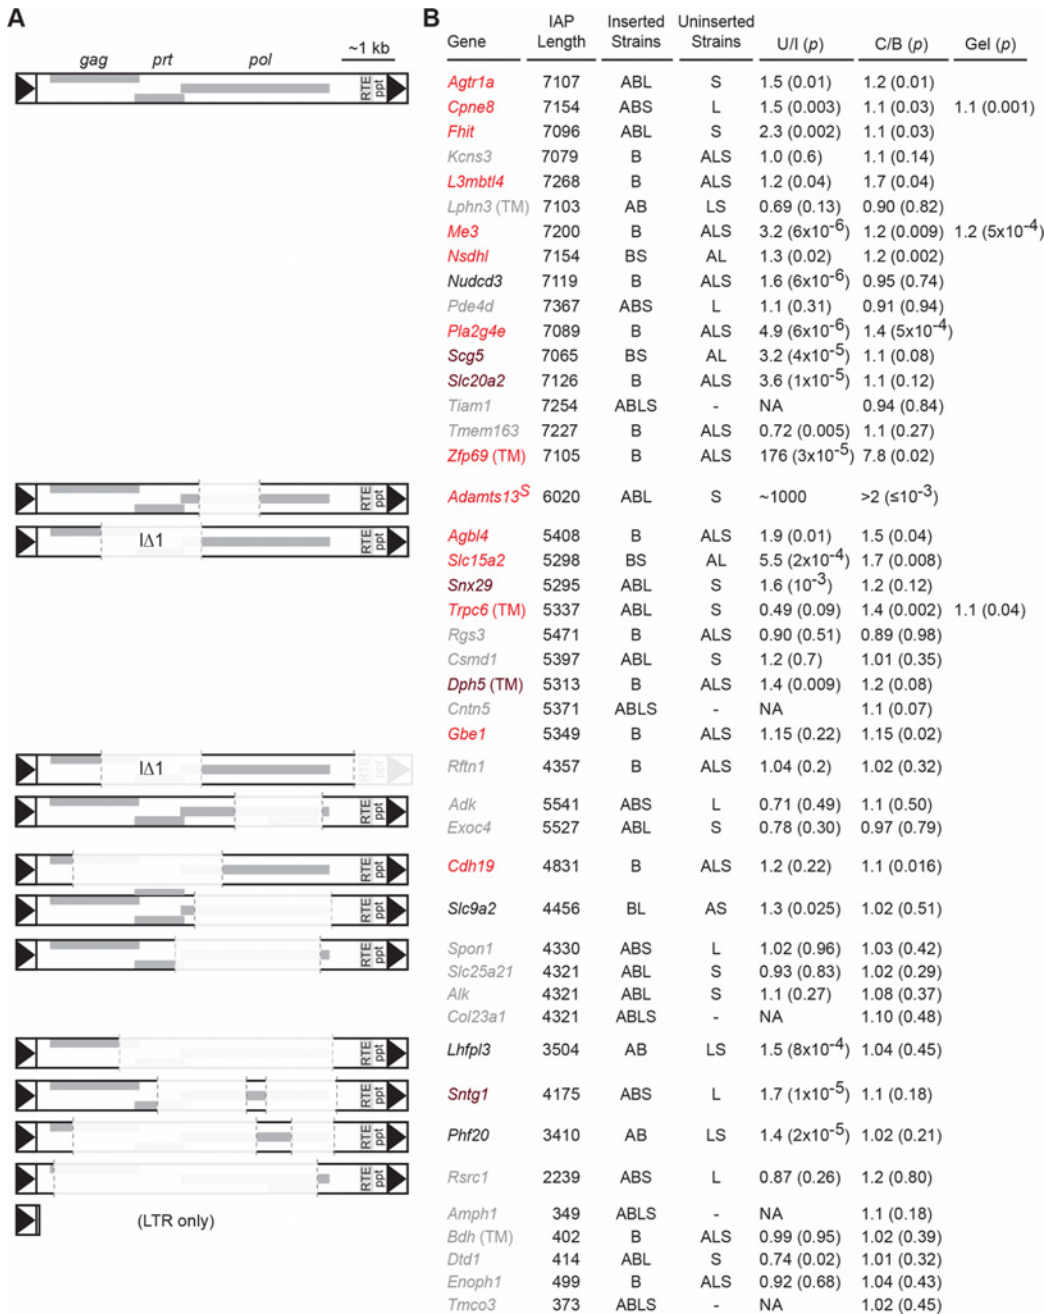 A
gag prt pol ~1 kb
RTE ppt
RTE ppt
IΔ1 RTE ppt
IΔ1 RTE ppt
RTE ppt
RTE ppt
RTE ppt
RTE ppt
RTE ppt
RTE ppt
RTE ppt
RTE ppt
(LTR only)
B
Gene IAP Length Inserted Strains Uninserted Strains U/I (p) C/B (p) Gel (p)
Agtr1a 7107 ABL S 1.5 (0.01) 1.2 (0.01)
Cpne8 7154 ABS L 1.5 (0.003) 1.1 (0.03) 1.1 (0.001)
Fhit 7096 ABL S 2.3 (0.002) 1.1 (0.03)
Kcns3 7079 B ALS 1.0 (0.6) 1.1 (0.14)
L3mbtl4 7268 B ALS 1.2 (0.04) 1.7 (0.04)
Lphn3 (TM) 7103 AB LS 0.69 (0.13) 0.90 (0.82)
Me3 7200 B ALS 3.2 (6x10⁻⁶) 1.2 (0.009) 1.2 (5x10⁻⁴)
Nsdhl 7154 BS AL 1.3 (0.02) 1.2 (0.002)
Nudcd3 7119 B ALS 1.6 (6x10⁻⁶) 0.95 (0.74)
Pde4d 7367 ABS L 1.1 (0.31) 0.91 (0.94)
Pla2g4e 7089 B ALS 4.9 (6x10⁻⁶) 1.4 (5x10⁻⁴)
Scg5 7065 BS AL 3.2 (4x10⁻⁵) 1.1 (0.08)
Slc20a2 7126 B ALS 3.6 (1x10⁻⁵) 1.1 (0.12)
Tiam1 7254 ABLS - NA 0.94 (0.84)
Tmem163 7227 B ALS 0.72 (0.005) 1.1 (0.27)
Zfp69 (TM) 7105 B ALS 176 (3x10⁻⁵) 7.8 (0.02)
Adamts13ˢ 6020 ABL S ~1000 >2 (≤10⁻³)
Agbl4 5408 B ALS 1.9 (0.01) 1.5 (0.04)
Slc15a2 5298 BS AL 5.5 (2x10⁻⁴) 1.7 (0.008)
Snx29 5295 ABL S 1.6 (10⁻³) 1.2 (0.12)
Trpc6 (TM) 5337 ABL S 0.49 (0.09) 1.4 (0.002) 1.1 (0.04)
Rgs3 5471 B ALS 0.90 (0.51) 0.89 (0.98)
Csmd1 5397 ABL S 1.2 (0.7) 1.01 (0.35)
Dph5 (TM) 5313 B ALS 1.4 (0.009) 1.2 (0.08)
Cntn5 5371 ABLS - NA 1.1 (0.07)
Gbe1 5349 B ALS 1.15 (0.22) 1.15 (0.02)
Rftn1 4357 B ALS 1.04 (0.2) 1.02 (0.32)
Adk 5541 ABS L 0.71 (0.49) 1.1 (0.50)
Exoc4 5527 ABL S 0.78 (0.30) 0.97 (0.79)
Cdh19 4831 B ALS 1.2 (0.22) 1.1 (0.016)
Slc9a2 4456 BL AS 1.3 (0.025) 1.02 (0.51)
Spon1 4330 ABS L 1.02 (0.96) 1.03 (0.42)
Slc25a21 4321 ABL S 0.93 (0.83) 1.02 (0.29)
Alk 4321 ABL S 1.1 (0.27) 1.08 (0.37)
Col23a1 4321 ABLS - NA 1.10 (0.48)
Lhfpl3 3504 AB LS 1.5 (8x10⁻⁴) 1.04 (0.45)
Sntg1 4175 ABS L 1.7 (1x10⁻⁵) 1.1 (0.18)
Phf20 3410 AB LS 1.4 (2x10⁻⁵) 1.02 (0.21)
Rsrc1 2239 ABS L 0.87 (0.26) 1.2 (0.80)
Amph1 349 ABLS - NA 1.1 (0.18)
Bdh (TM) 402 B ALS 0.99 (0.95) 1.02 (0.39)
Dtd1 414 ABL S 0.74 (0.02) 1.01 (0.32)
Enoph1 499 B ALS 0.92 (0.68) 1.04 (0.43)
Tmco3 373 ABLS - NA 1.02 (0.45)